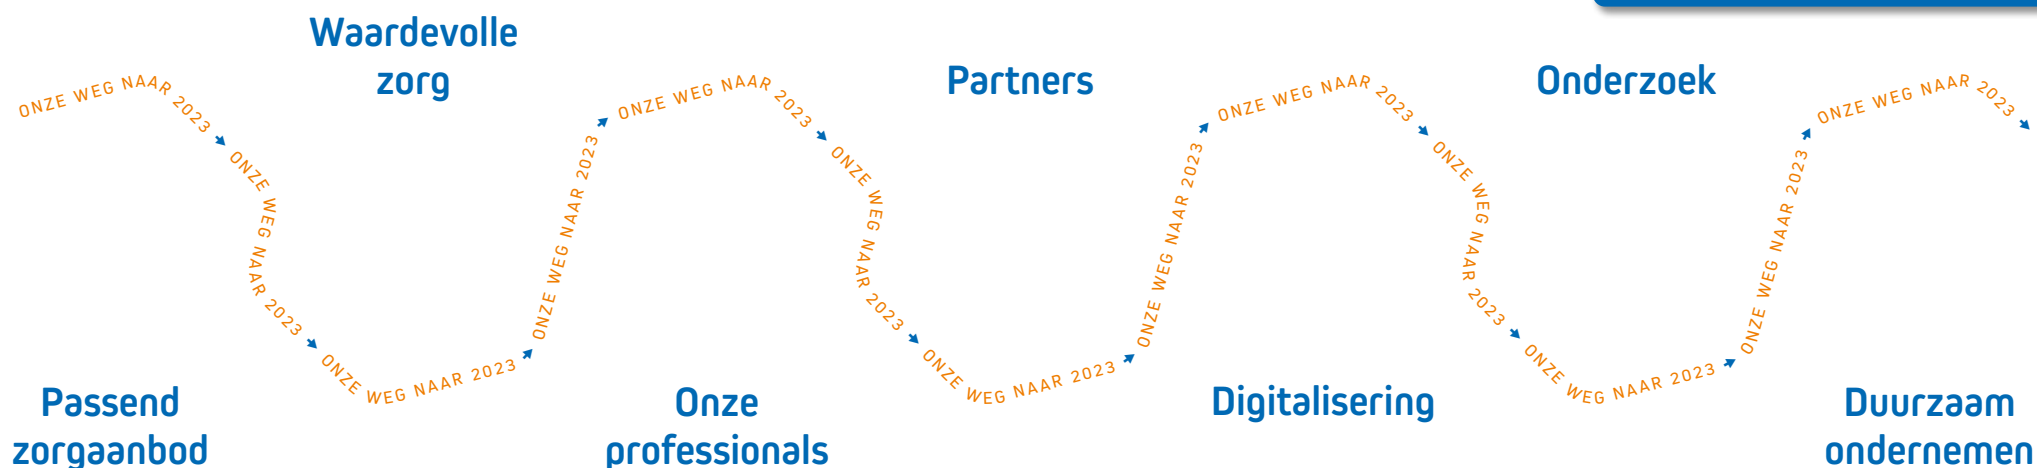 Waardevolle
zorg
Partners
Onderzoek
ONZE WEG NAAR 2023
ONZE WEG NAAR 2023
ONZE WEG NAAR 2023
ONZE WEG NAAR 2023
ONZE WEG NAAR 2023
ONZE WEG NAAR 2023
ONZE WEG NAAR 2023
ONZE WEG NAAR 2023
ONZE WEG NAAR 2023
ONZE WEG NAAR 2023
ONZE WEG NAAR 2023
ONZE WEG NAAR 2023
ONZE WEG NAAR 2023
Passend
zorgaanbod
Onze
professionals
Digitalisering
Duurzaam
ondernemen